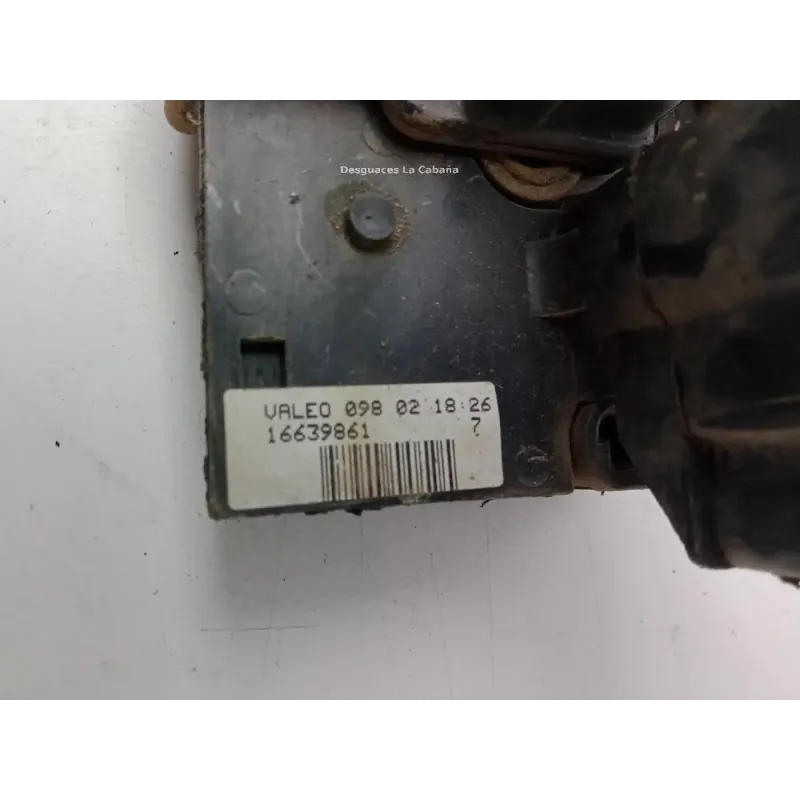 Desguaces La Cabaña
VALEO 098 02 18:26
16639861 7